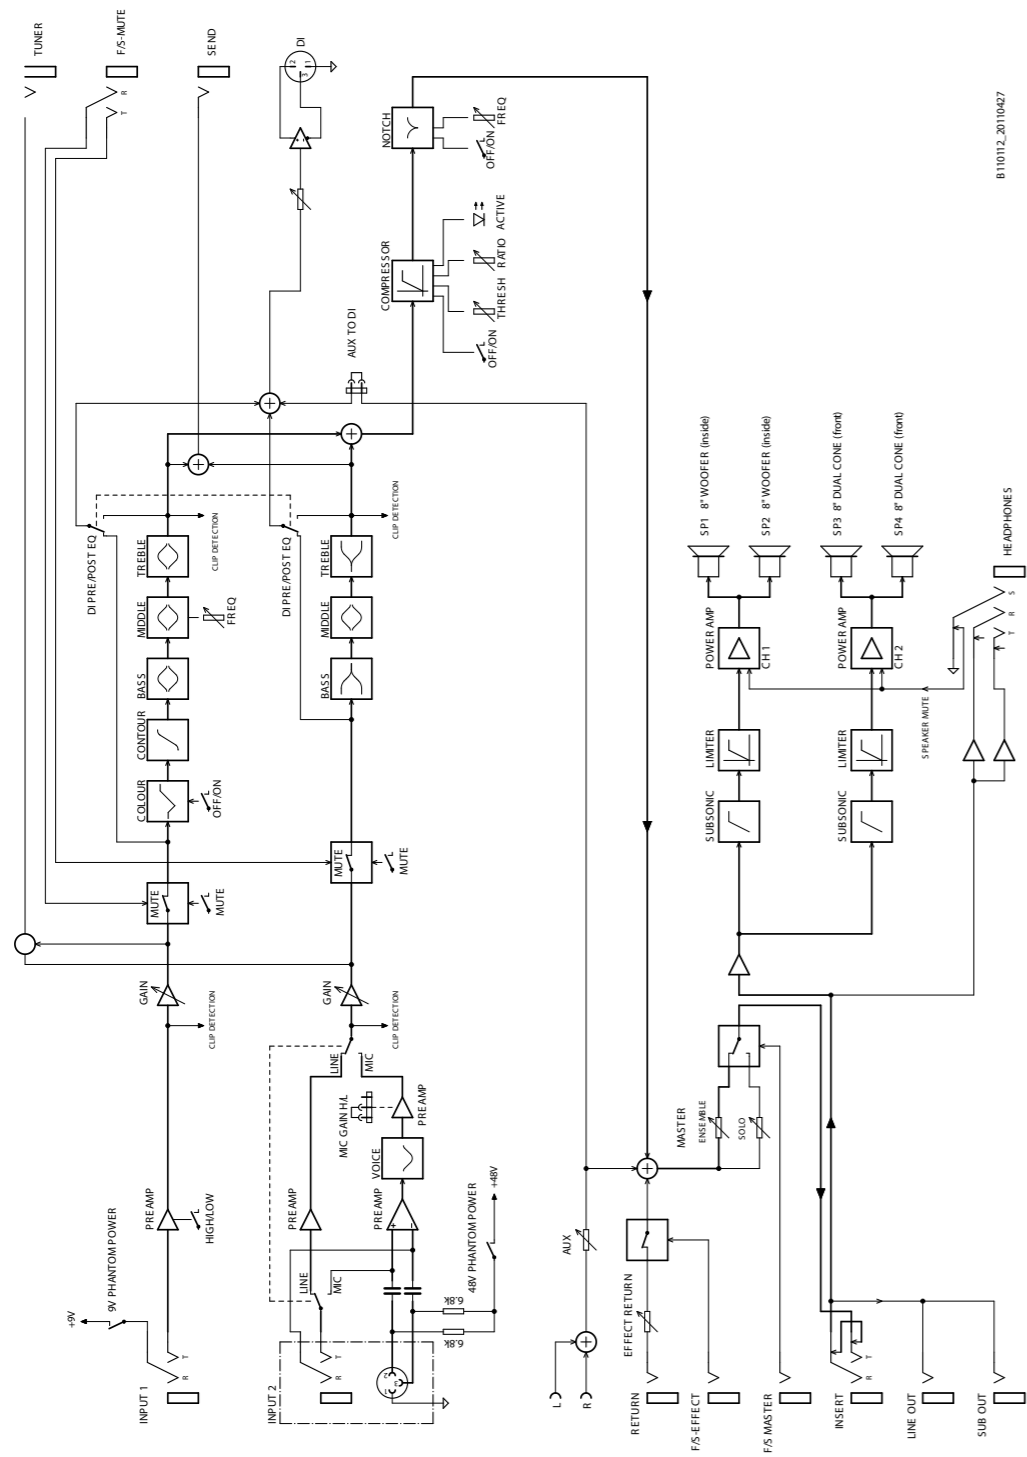 INPUT 1
+9V
9V PHANTOM POWER
R
T
PREAMP
HIGH/LOW
CLIP DETECTION
GAIN
MUTE
MUTE
COLOUR
OFF/ON
CONTOUR
BASS
MIDDLE
FREQ
TREBLE
DI PRE/POST EQ
CLIP DETECTION
TUNER
F/S-MUTE
R
T
SEND
INPUT 2
R
T
LINE
MIC
PREAMP
PREAMP
+
-
2
3
1
6.8k
6.8k
48V PHANTOM POWER
+48V
VOICE
MIC GAIN H/L
PREAMP
LINE
MIC
CLIP DETECTION
GAIN
MUTE
MUTE
BASS
MIDDLE
TREBLE
DI PRE/POST EQ
CLIP DETECTION
AUX TO DI
DI
2
3
1
COMPRESSOR
OFF/ON
THRESH
RATIO
ACTIVE
NOTCH
OFF/ON
FREQ
L
R
AUX
RETURN
EFFECT RETURN
F/S-EFFECT
F/S MASTER
MASTER
ENSEMBLE
SOLO
INSERT
R
T
LINE OUT
SUB OUT
SUBSONIC
LIMITER
POWER AMP
CH 1
SP1 8" WOOFER (inside)
SP2 8" WOOFER (inside)
SUBSONIC
LIMITER
POWER AMP
CH 2
SP3 8" DUAL CONE (front)
SP4 8" DUAL CONE (front)
SPEAKER MUTE
T
R
S
HEADPHONES
B110112_20110427